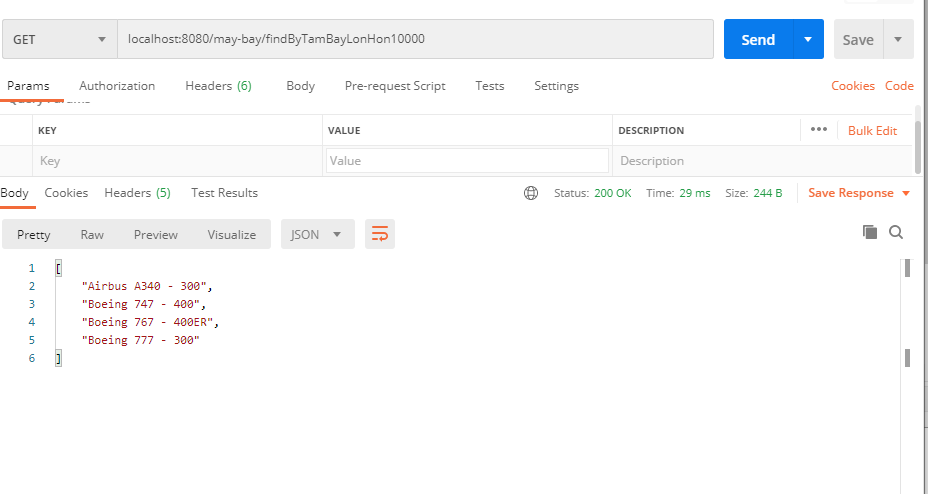 GET localhost:8080/may-bay/findByTamBayLonHon10000 Send Save
Params Authorization Headers (6) Body Pre-request Script Tests Settings Cookies Code
Query Params
KEY VALUE DESCRIPTION ••• Bulk Edit
Key Value Description
Body Cookies Headers (5) Test Results Status: 200 OK Time: 29 ms Size: 244 B Save Response
Pretty Raw Preview Visualize JSON
1 [
2 "Airbus A340 - 300",
3 "Boeing 747 - 400",
4 "Boeing 767 - 400ER",
5 "Boeing 777 - 300"
6 ]